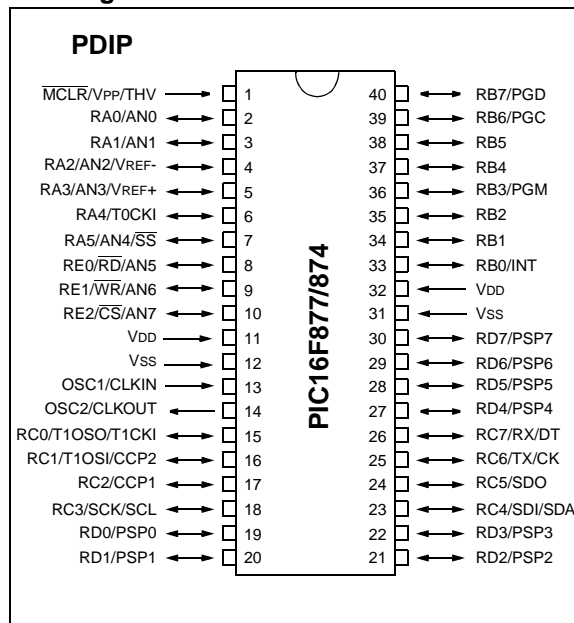 PDIP
MCLR/VPP/THV 1 40 RB7/PGD
RA0/AN0 2 39 RB6/PGC
RA1/AN1 3 38 RB5
RA2/AN2/VREF- 4 37 RB4
RA3/AN3/VREF+ 5 36 RB3/PGM
RA4/T0CKI 6 35 RB2
RA5/AN4/SS 7 34 RB1
RE0/RD/AN5 8 33 RB0/INT
RE1/WR/AN6 9 32 VDD
RE2/CS/AN7 10 31 VSS
VDD 11 30 RD7/PSP7
VSS 12 29 RD6/PSP6
OSC1/CLKIN 13 28 RD5/PSP5
OSC2/CLKOUT 14 27 RD4/PSP4
RC0/T1OSO/T1CKI 15 26 RC7/RX/DT
RC1/T1OSI/CCP2 16 25 RC6/TX/CK
RC2/CCP1 17 24 RC5/SDO
RC3/SCK/SCL 18 23 RC4/SDI/SDA
RD0/PSP0 19 22 RD3/PSP3
RD1/PSP1 20 21 RD2/PSP2
PIC16F877/874